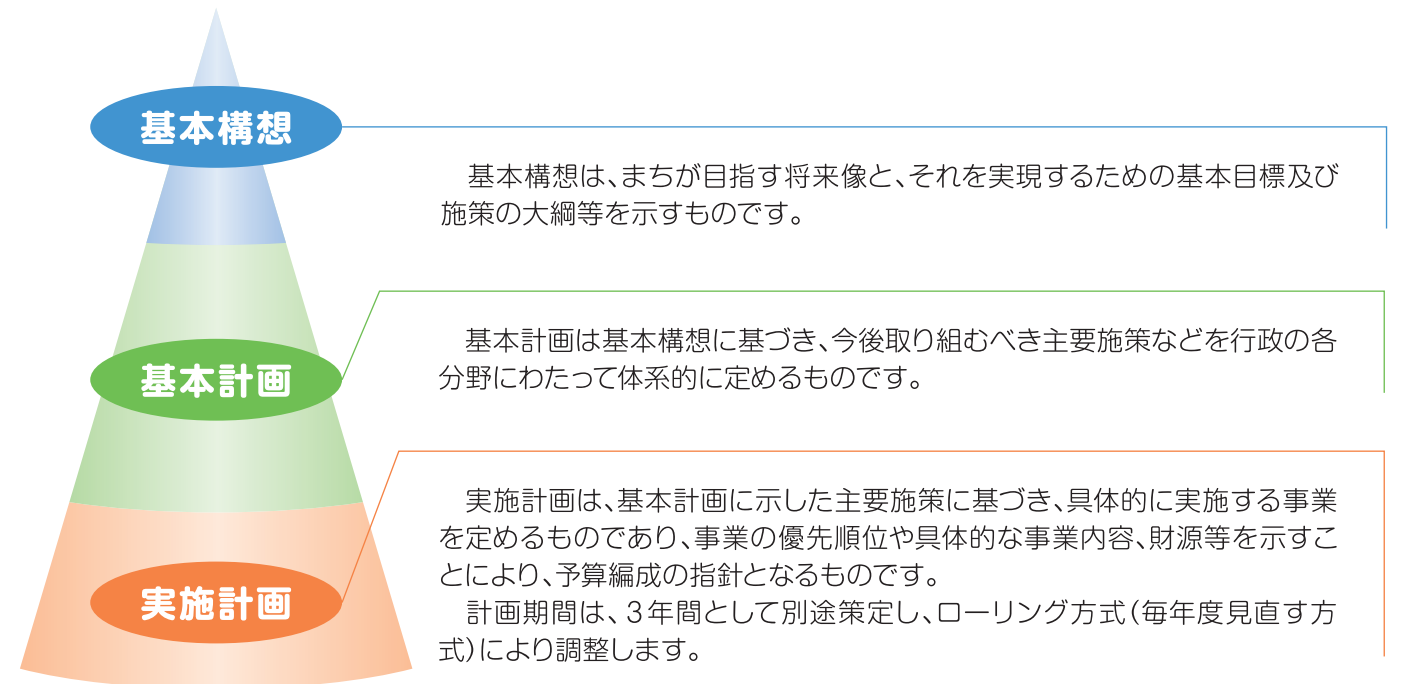 基本構想
　基本構想は、まちが目指す将来像と、それを実現するための基本目標及び
施策の大綱等を示すものです。
基本計画
　基本計画は基本構想に基づき、今後取り組むべき主要施策などを行政の各
分野にわたって体系的に定めるものです。
実施計画
　実施計画は、基本計画に示した主要施策に基づき、具体的に実施する事業
を定めるものであり、事業の優先順位や具体的な事業内容、財源等を示すこ
とにより、予算編成の指針となるものです。
　計画期間は、3年間として別途策定し、ローリング方式（毎年度見直す方
式）により調整します。